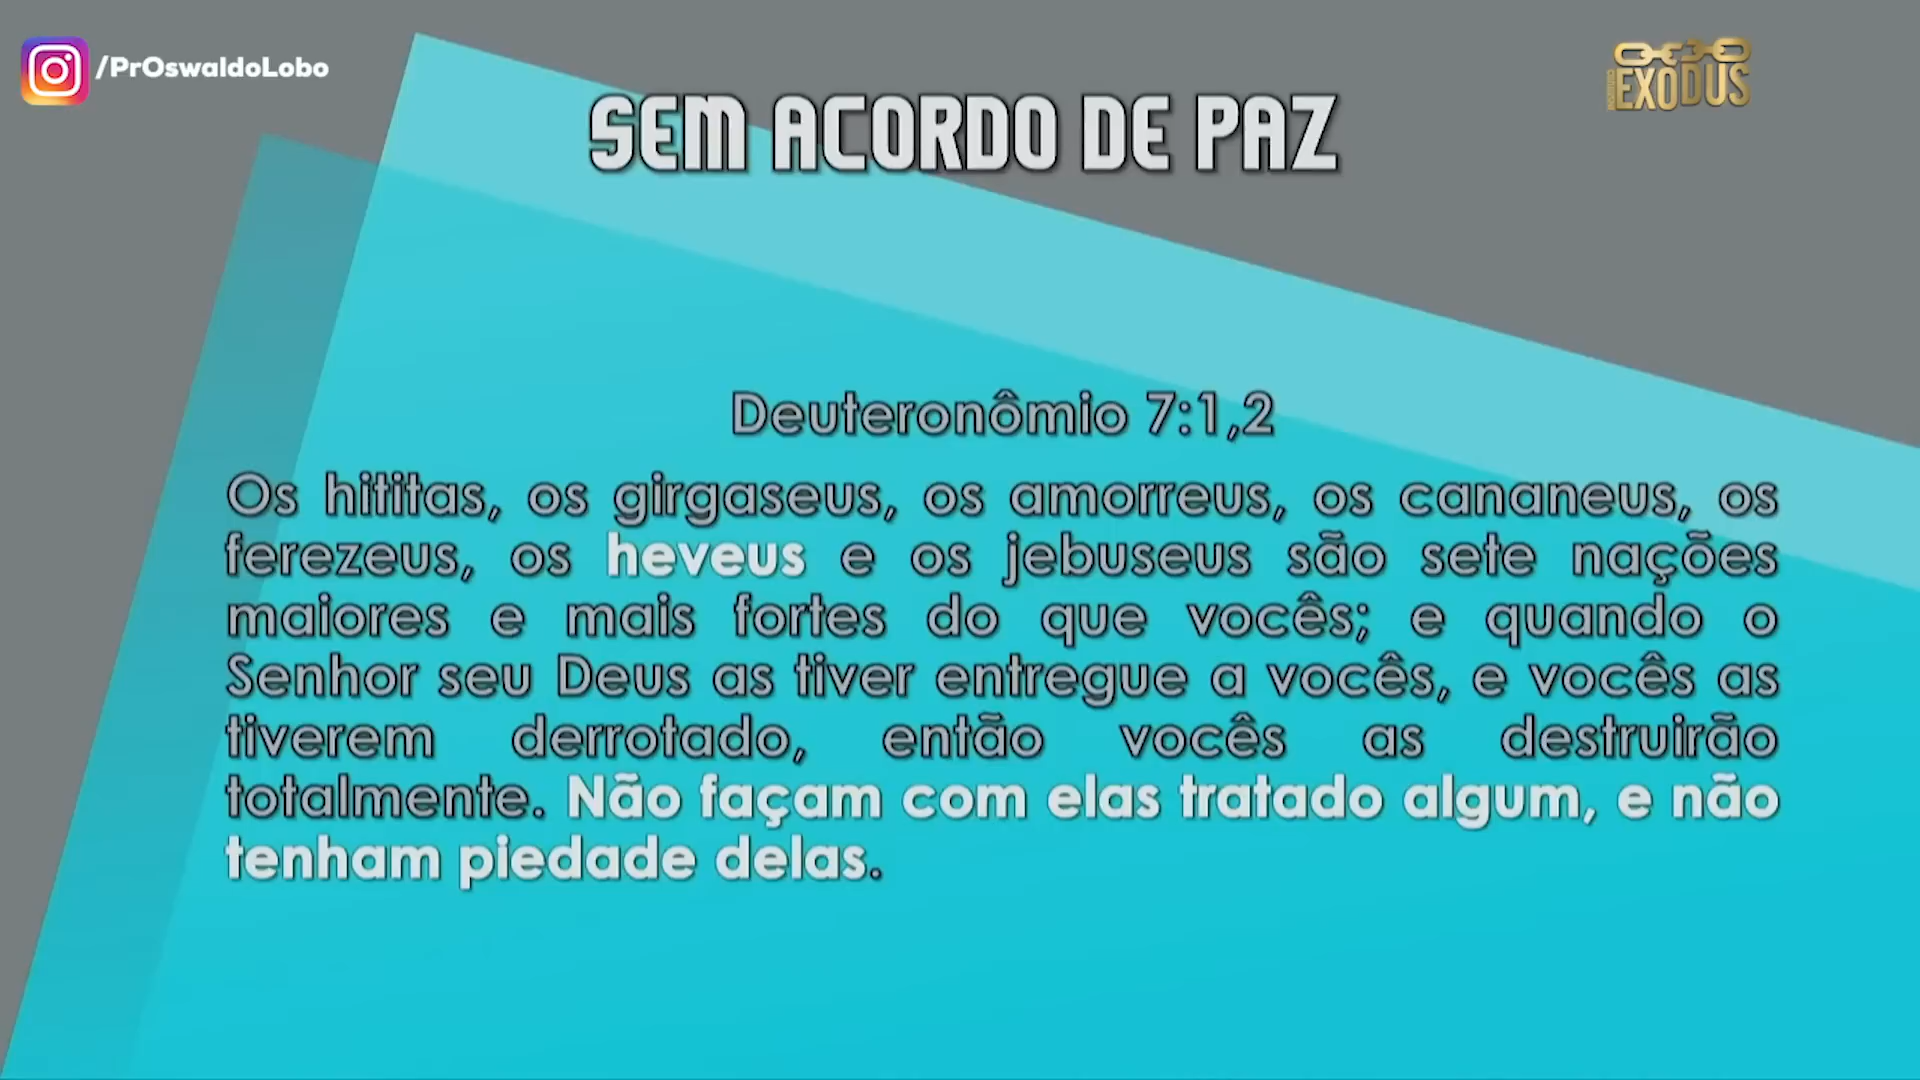 /PrOswaldoLobo
EXODUS
SEM ACORDO DE PAZ
Deuteronômio 7:1,2
Os hititas, os girgaseus, os amorreus, os cananeus, os
ferezeus, os heveus e os jebuseus são sete nações
maiores e mais fortes do que vocês; e quando o
Senhor seu Deus as tiver entregue a vocês, e vocês as
tiverem derrotado, então vocês as destruirão
totalmente. Não façam com elas tratado algum, e não
tenham piedade delas.